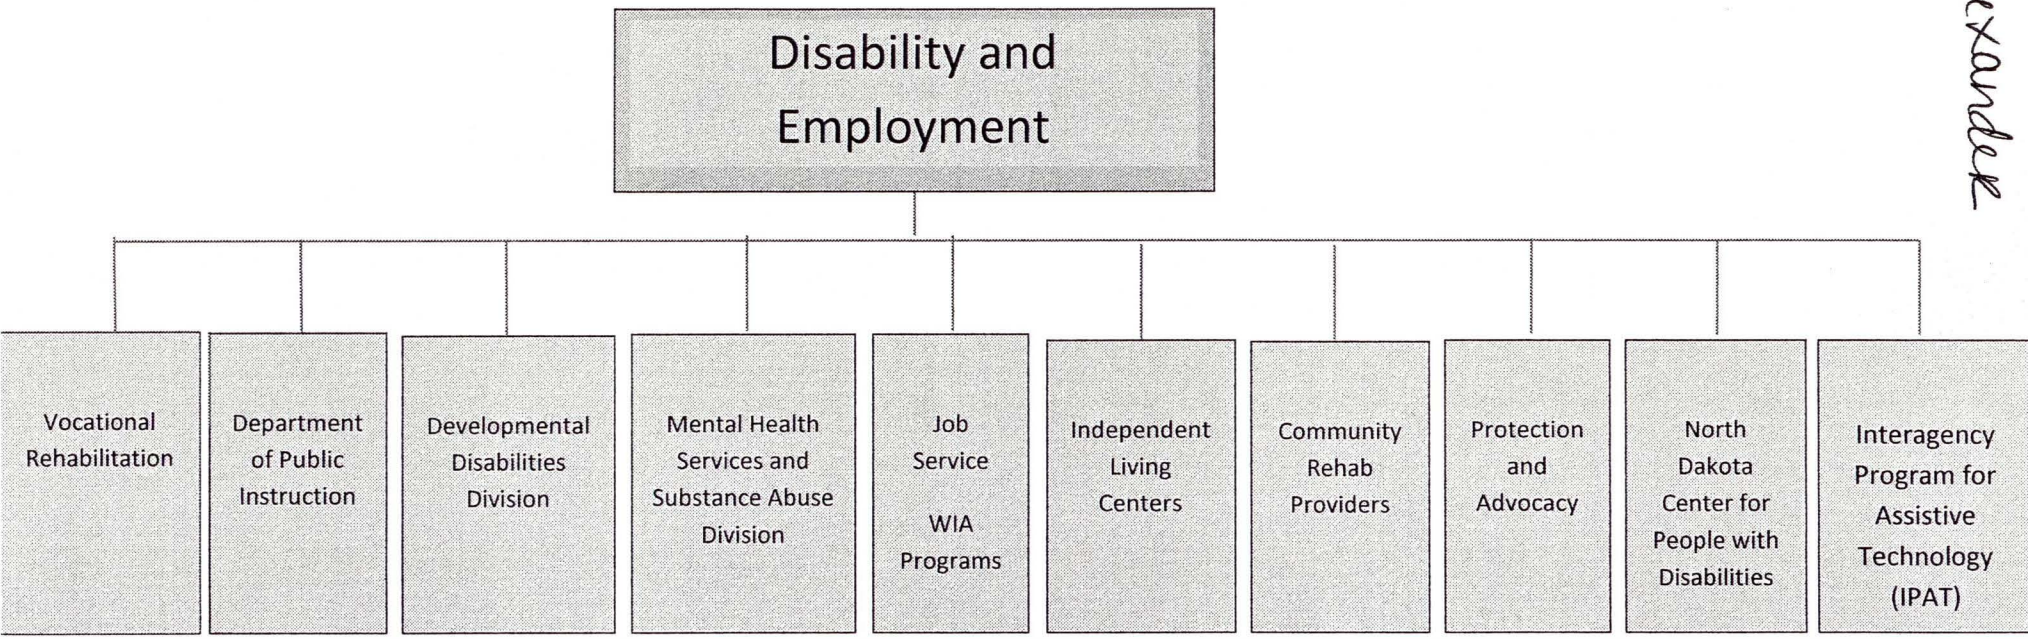 Disability and
Employment
Vocational
Rehabilitation
Department
of Public
Instruction
Developmental
Disabilities
Division
Mental Health
Services and
Substance Abuse
Division
Job
Service
WIA
Programs
Independent
Living
Centers
Community
Rehab
Providers
Protection
and
Advocacy
North
Dakota
Center for
People with
Disabilities
Interagency
Program for
Assistive
Technology
(IPAT)